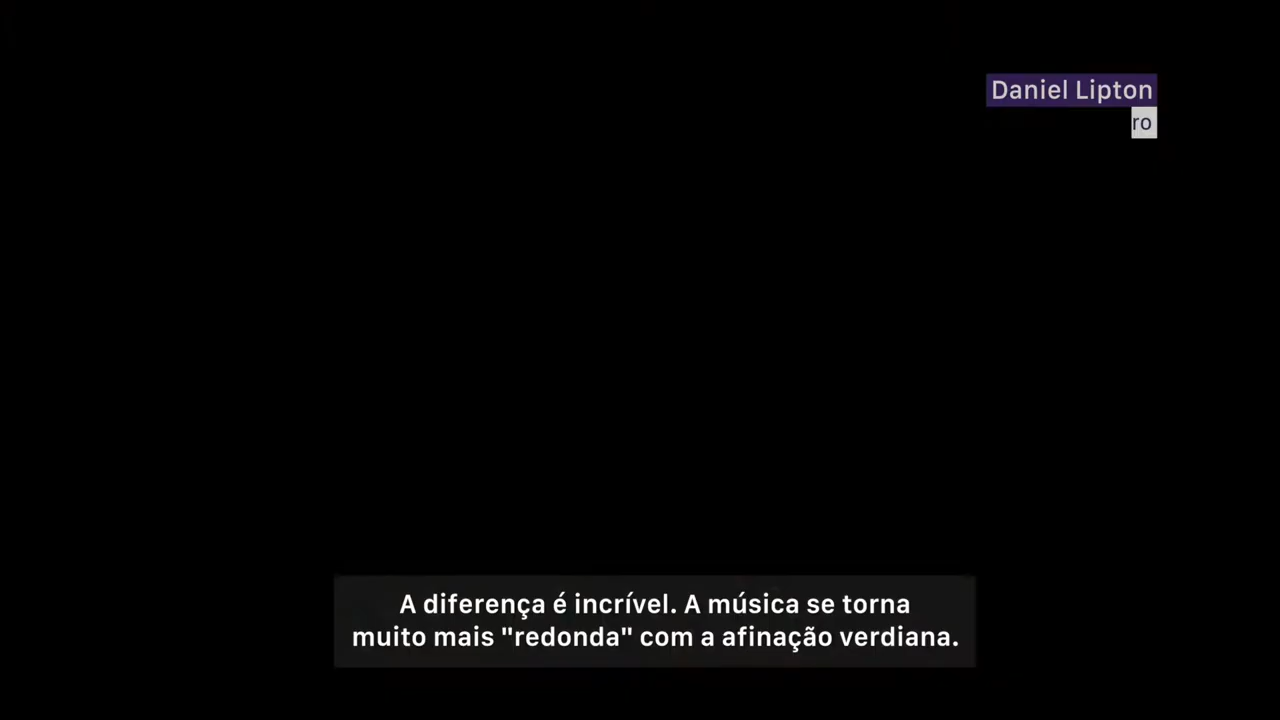 Daniel Lipton
ro
A diferença é incrível. A música se torna
muito mais "redonda" com a afinação verdiana.